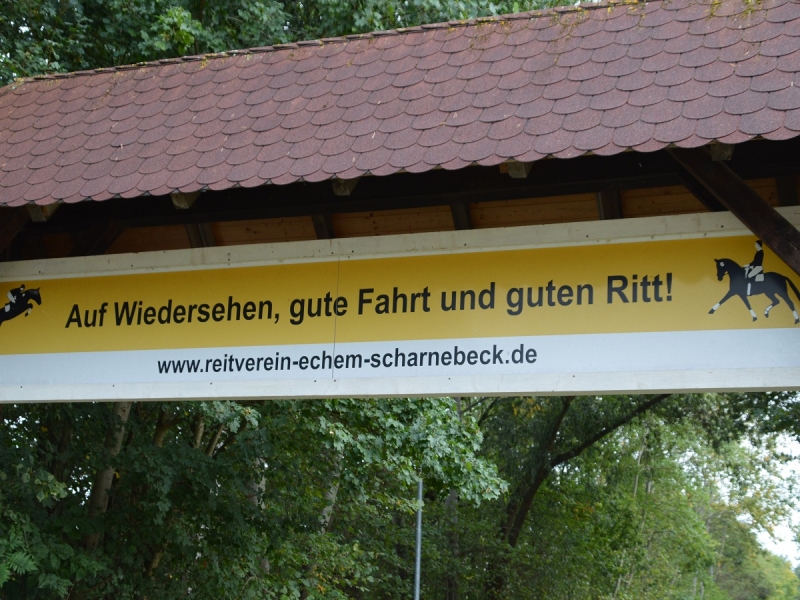 Auf Wiedersehen, gute Fahrt und guten Ritt!
www.reitverein-echem-scharnebeck.de